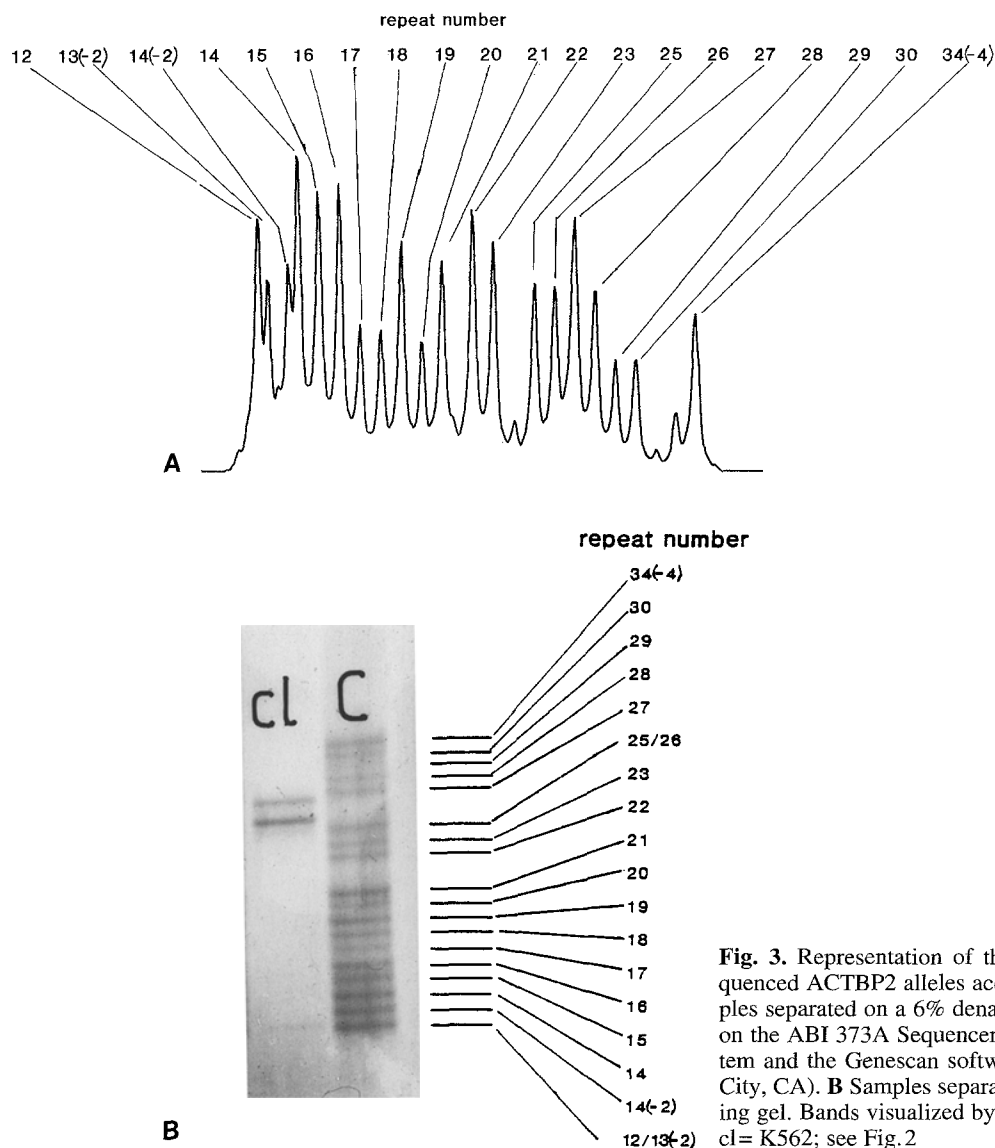 repeat number
12 13(-2) 14(-2) 14 15 16 17 18 19 20 21 22 23 25 26 27 28 29 30 34(-4)
A
repeat number
34(-4)
30
29
28
27
25/26
23
22
21
20
19
18
17
16
15
14
14(-2)
12/13(-2)
cl C
B
Fig. 3. Representation of th
quenced ACTBP2 alleles acc
ples separated on a 6% dena
on the ABI 373A Sequencer
tem and the Genescan softw
City, CA). B Samples separa
ing gel. Bands visualized by
cl= K562; see Fig.2